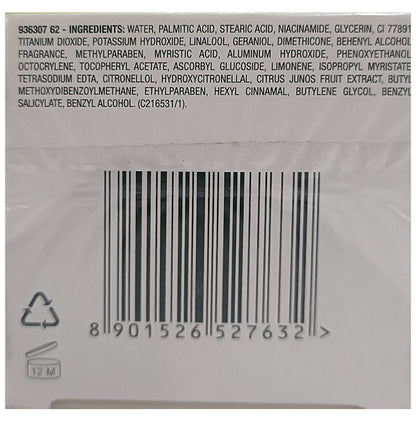 936307 62 - INGREDIENTS: WATER, PALMITIC ACID, STEARIC ACID, NIACINAMIDE, GLYCERIN, CI 77891
TITANIUM DIOXIDE, POTASSIUM HYDROXIDE, LINALOOL, GERANIOL, DIMETHICONE, BEHENYL ALCOHOL
FRAGRANCE, METHYLPARABEN, MYRISTIC ACID, ALUMINUM HYDROXIDE, PHENOXYETHANOL
OCTOCRYLENE, TOCOPHERYL ACETATE, ASCORBYL GLUCOSIDE, LIMONENE, ISOPROPYL MYRISTATE
TETRASODIUM EDTA, CITRONELLOL, HYDROXYCITRONELLAL, CITRUS JUNOS FRUIT EXTRACT, BUTYL
METHOXYDIBENZOYLMETHANE, ETHYLPARABEN, HEXYL CINNAMAL, BUTYLENE GLYCOL, BENZYL
SALICYLATE, BENZYL ALCOHOL. (C216531/1).
8 901526 527632 >
12 M